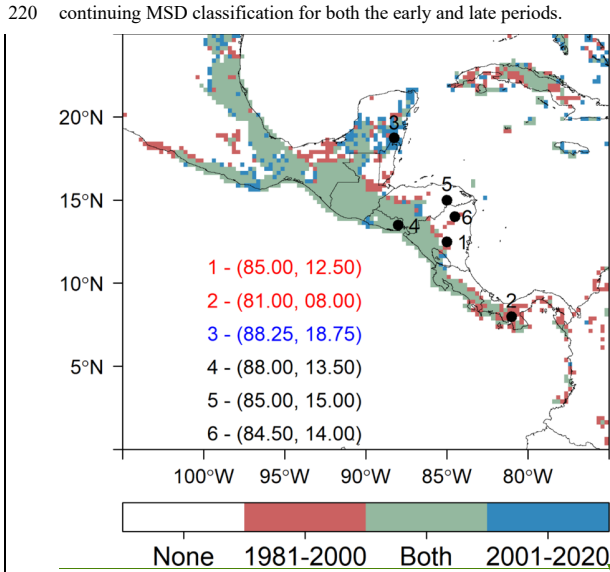 220 continuing MSD classification for both the early and late periods.
20°N
15°N
10°N
5°N
3
5
6
4
1
2
1 - (85.00, 12.50)
2 - (81.00, 08.00)
3 - (88.25, 18.75)
4 - (88.00, 13.50)
5 - (85.00, 15.00)
6 - (84.50, 14.00)
100°W 95°W 90°W 85°W 80°W
None 1981-2000 Both 2001-2020